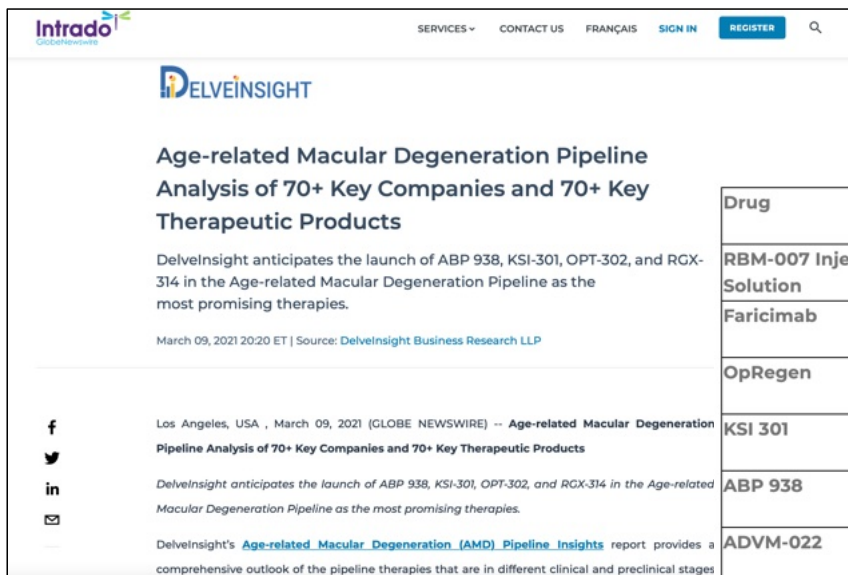 Intrado
GlobeNewswire
SERVICES
CONTACT US
FRANÇAIS
SIGN IN
REGISTER
DELVEINSIGHT
Age-related Macular Degeneration Pipeline
Analysis of 70+ Key Companies and 70+ Key
Therapeutic Products
DelveInsight anticipates the launch of ABP 938, KSI-301, OPT-302, and RGX-
314 in the Age-related Macular Degeneration Pipeline as the
most promising therapies.
March 09, 2021 20:20 ET | Source: DelveInsight Business Research LLP
Los Angeles, USA , March 09, 2021 (GLOBE NEWSWIRE) -- Age-related Macular Degeneration
Pipeline Analysis of 70+ Key Companies and 70+ Key Therapeutic Products
DelveInsight anticipates the launch of ABP 938, KSI-301, OPT-302, and RGX-314 in the Age-related
Macular Degeneration Pipeline as the most promising therapies.
DelveInsight's Age-related Macular Degeneration (AMD) Pipeline Insights report provides a
comprehensive outlook of the pipeline therapies that are in different clinical and preclinical stages
Drug
RBM-007 Inje
Solution
Faricimab
OpRegen
KSI 301
ABP 938
ADVM-022